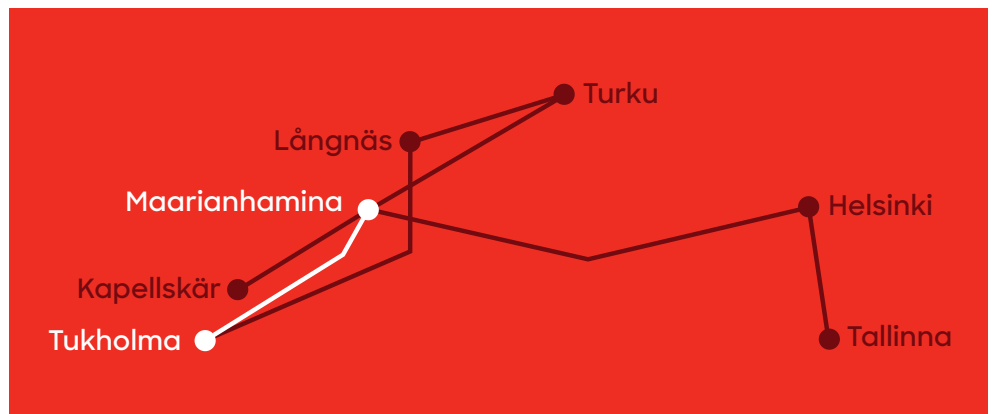 Turku
Långnäs
Maarianhamina
Helsinki
Kapellskär
Tukholma
Tallinna